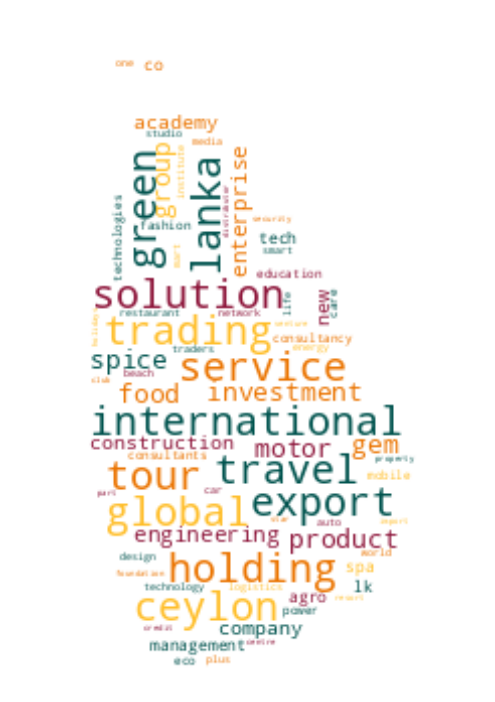 one co
academy
studio
media
green
group
institute
lanka
enterprise
technologies
distributor
fashion
security
tech
smart
mart
education
solution
life
new
care
restaurant network
holidays
trading
venture
consultancy
traders
energy
spice
service
beach
club
food investment
international
construction motor gem
consultants
property
tour travel
mobile
part
car
global export
star
auto
import
engineering product
design
world
foundation
holding
spa
technology logistics
lk
agro
resort
ceylon
power
credit
company
centre
management
eco plus